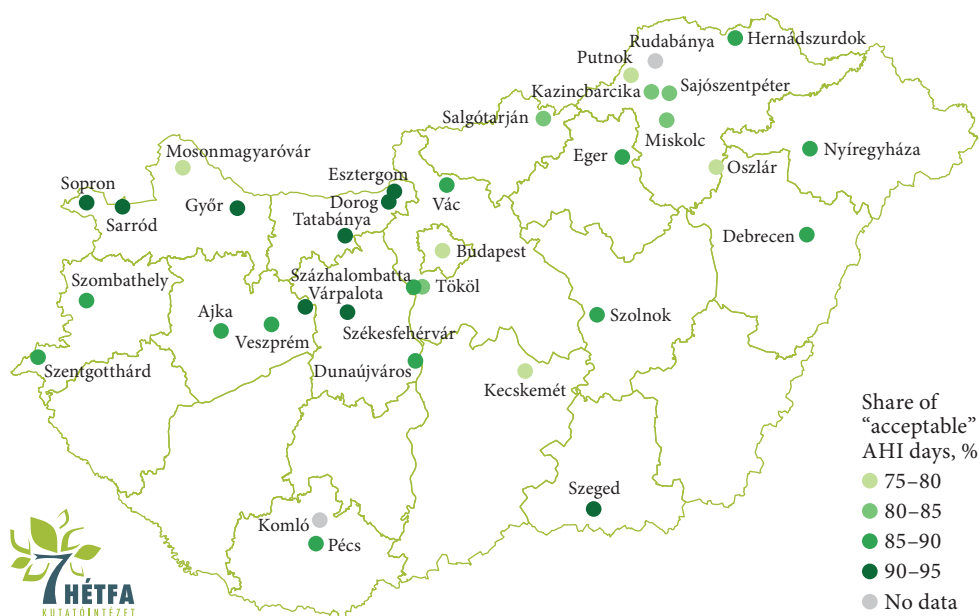 Hernádszurdok
Rudabánya
Putnok
Kazincbarcika
Sajószentpéter
Salgótarján
Miskolc
Nyíregyháza
Mosonmagyaróvár
Eger
Oszlár
Esztergom
Sopron
Vác
Dorog
Győr
Sarród
Tatabánya
Debrecen
Budapest
Szombathely
Százhalombatta
Tököl
Várpalota
Ajka
Szolnok
Veszprém
Székesfehérvár
Szentgotthárd
Dunaújváros
Kecskemét
Share of
“acceptable”
AHI days, %
75–80
80–85
85–90
90–95
No data
Szeged
Komló
Pécs
7 HÉTFA
KUTATÓINTÉZET